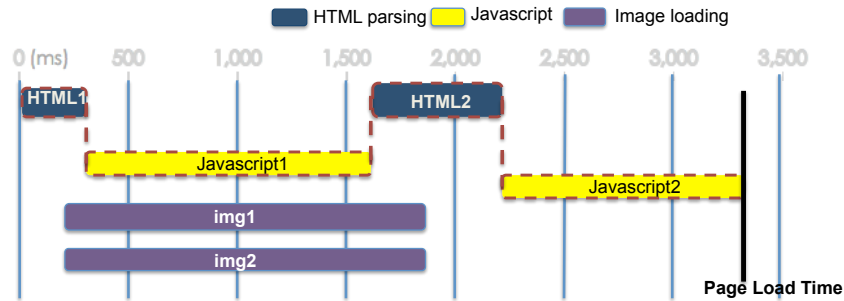 HTML parsing Javascript Image loading
0 (ms) 500 1,000 1,500 2,000 2,500 3,000 3,500
HTML1 HTML2
Javascript1
Javascript2
img1
img2
Page Load Time